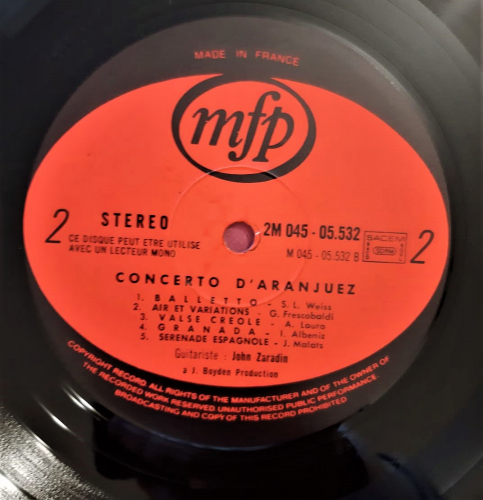 MADE IN FRANCE
mfp
2
STEREO
CE DISQUE PEUT ETRE UTILISE
AVEC UN LECTEUR MONO
2M 045 - 05.532
M 045 - 05.532 B
SACEM
2
CONCERTO D'ARANJUEZ
1. BALLETTO - S.L. Weiss
2. AIR ET VARIATIONS - G. Frescobaldi
3. VALSE CREOLE - A. Lauro
4. GRANADA - I. Albeniz
5. SERENADE ESPAGNOLE - J. Malats
Guitariste : John Zaradin
a J. Boyden Production
COPYRIGHT RECORD ALL RIGHTS OF THE MANUFACTURER AND OF THE OWNER OF
THE RECORDED WORK RESERVED. UNAUTHORISED PUBLIC PERFORMANCE.
BROADCASTING AND COPY OF THIS RECORD PROHIBITED